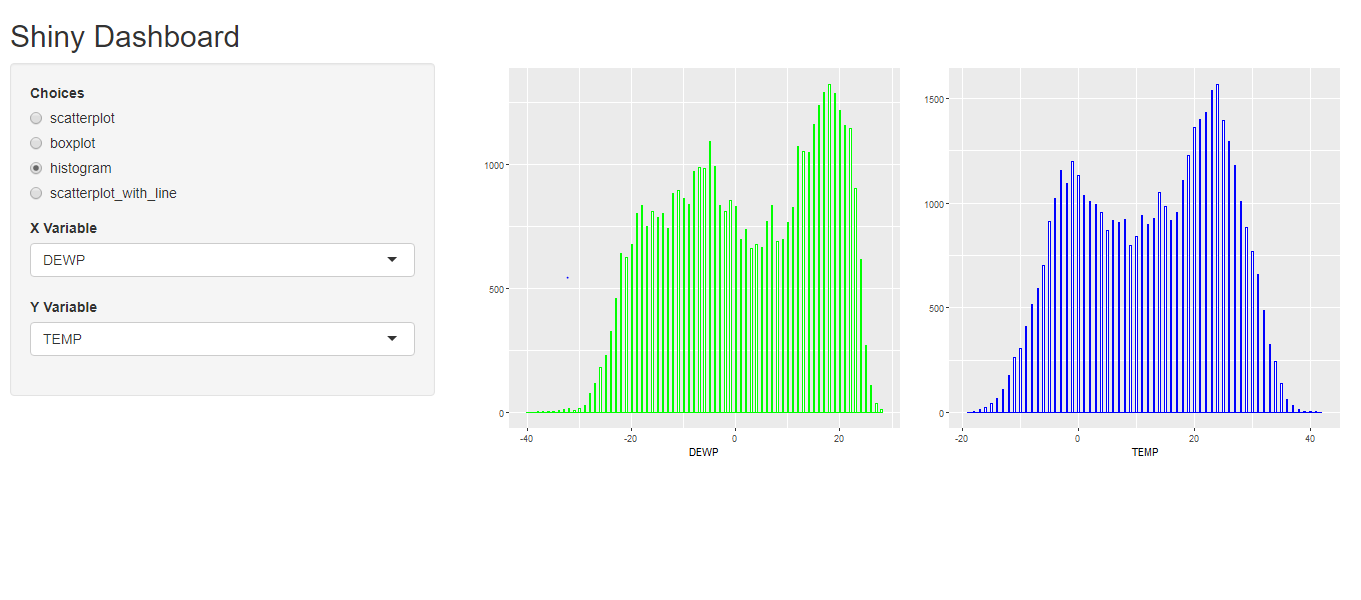 Shiny Dashboard
Choices
scatterplot
boxplot
histogram
scatterplot_with_line
X Variable
DEWP
Y Variable
TEMP
1000
500
0
-40
-20
0
20
DEWP
1500
1000
500
0
-20
0
20
40
TEMP